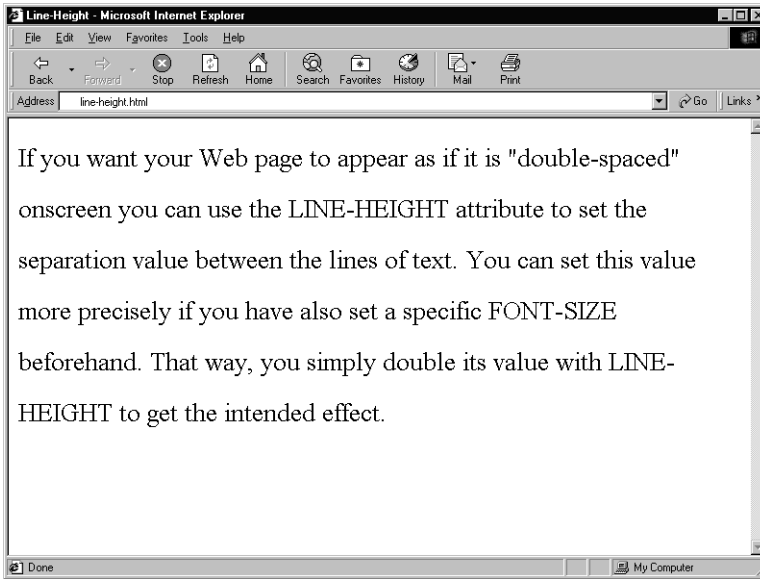 Line-Height - Microsoft Internet Explorer
File Edit View Favorites Tools Help
Back Forward Stop Refresh Home Search Favorites History Mail Print
Address line-height.html Go Links »
If you want your Web page to appear as if it is "double-spaced"
onscreen you can use the LINE-HEIGHT attribute to set the
separation value between the lines of text. You can set this value
more precisely if you have also set a specific FONT-SIZE
beforehand. That way, you simply double its value with LINE-
HEIGHT to get the intended effect.
Done My Computer